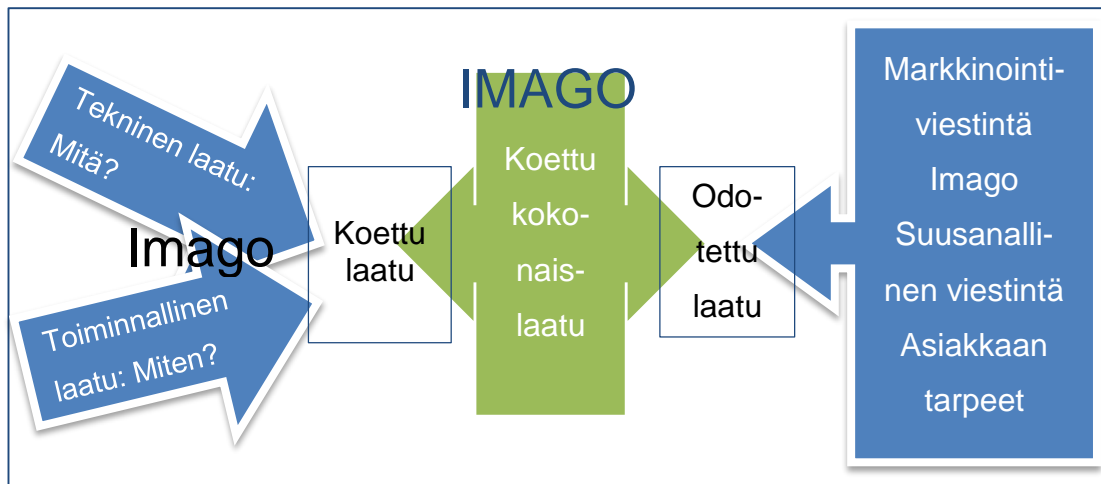 Tekninen laatu:
Mitä?
Imago
Toiminnallinen
laatu: Miten?
Koettu
laatu
IMAGO
Koettu
koko-
nais-
laatu
Odo-
tettu
laatu
Markkinointi-
viestintä
Imago
Suusanalli-
nen viestintä
Asiakkaan
tarpeet